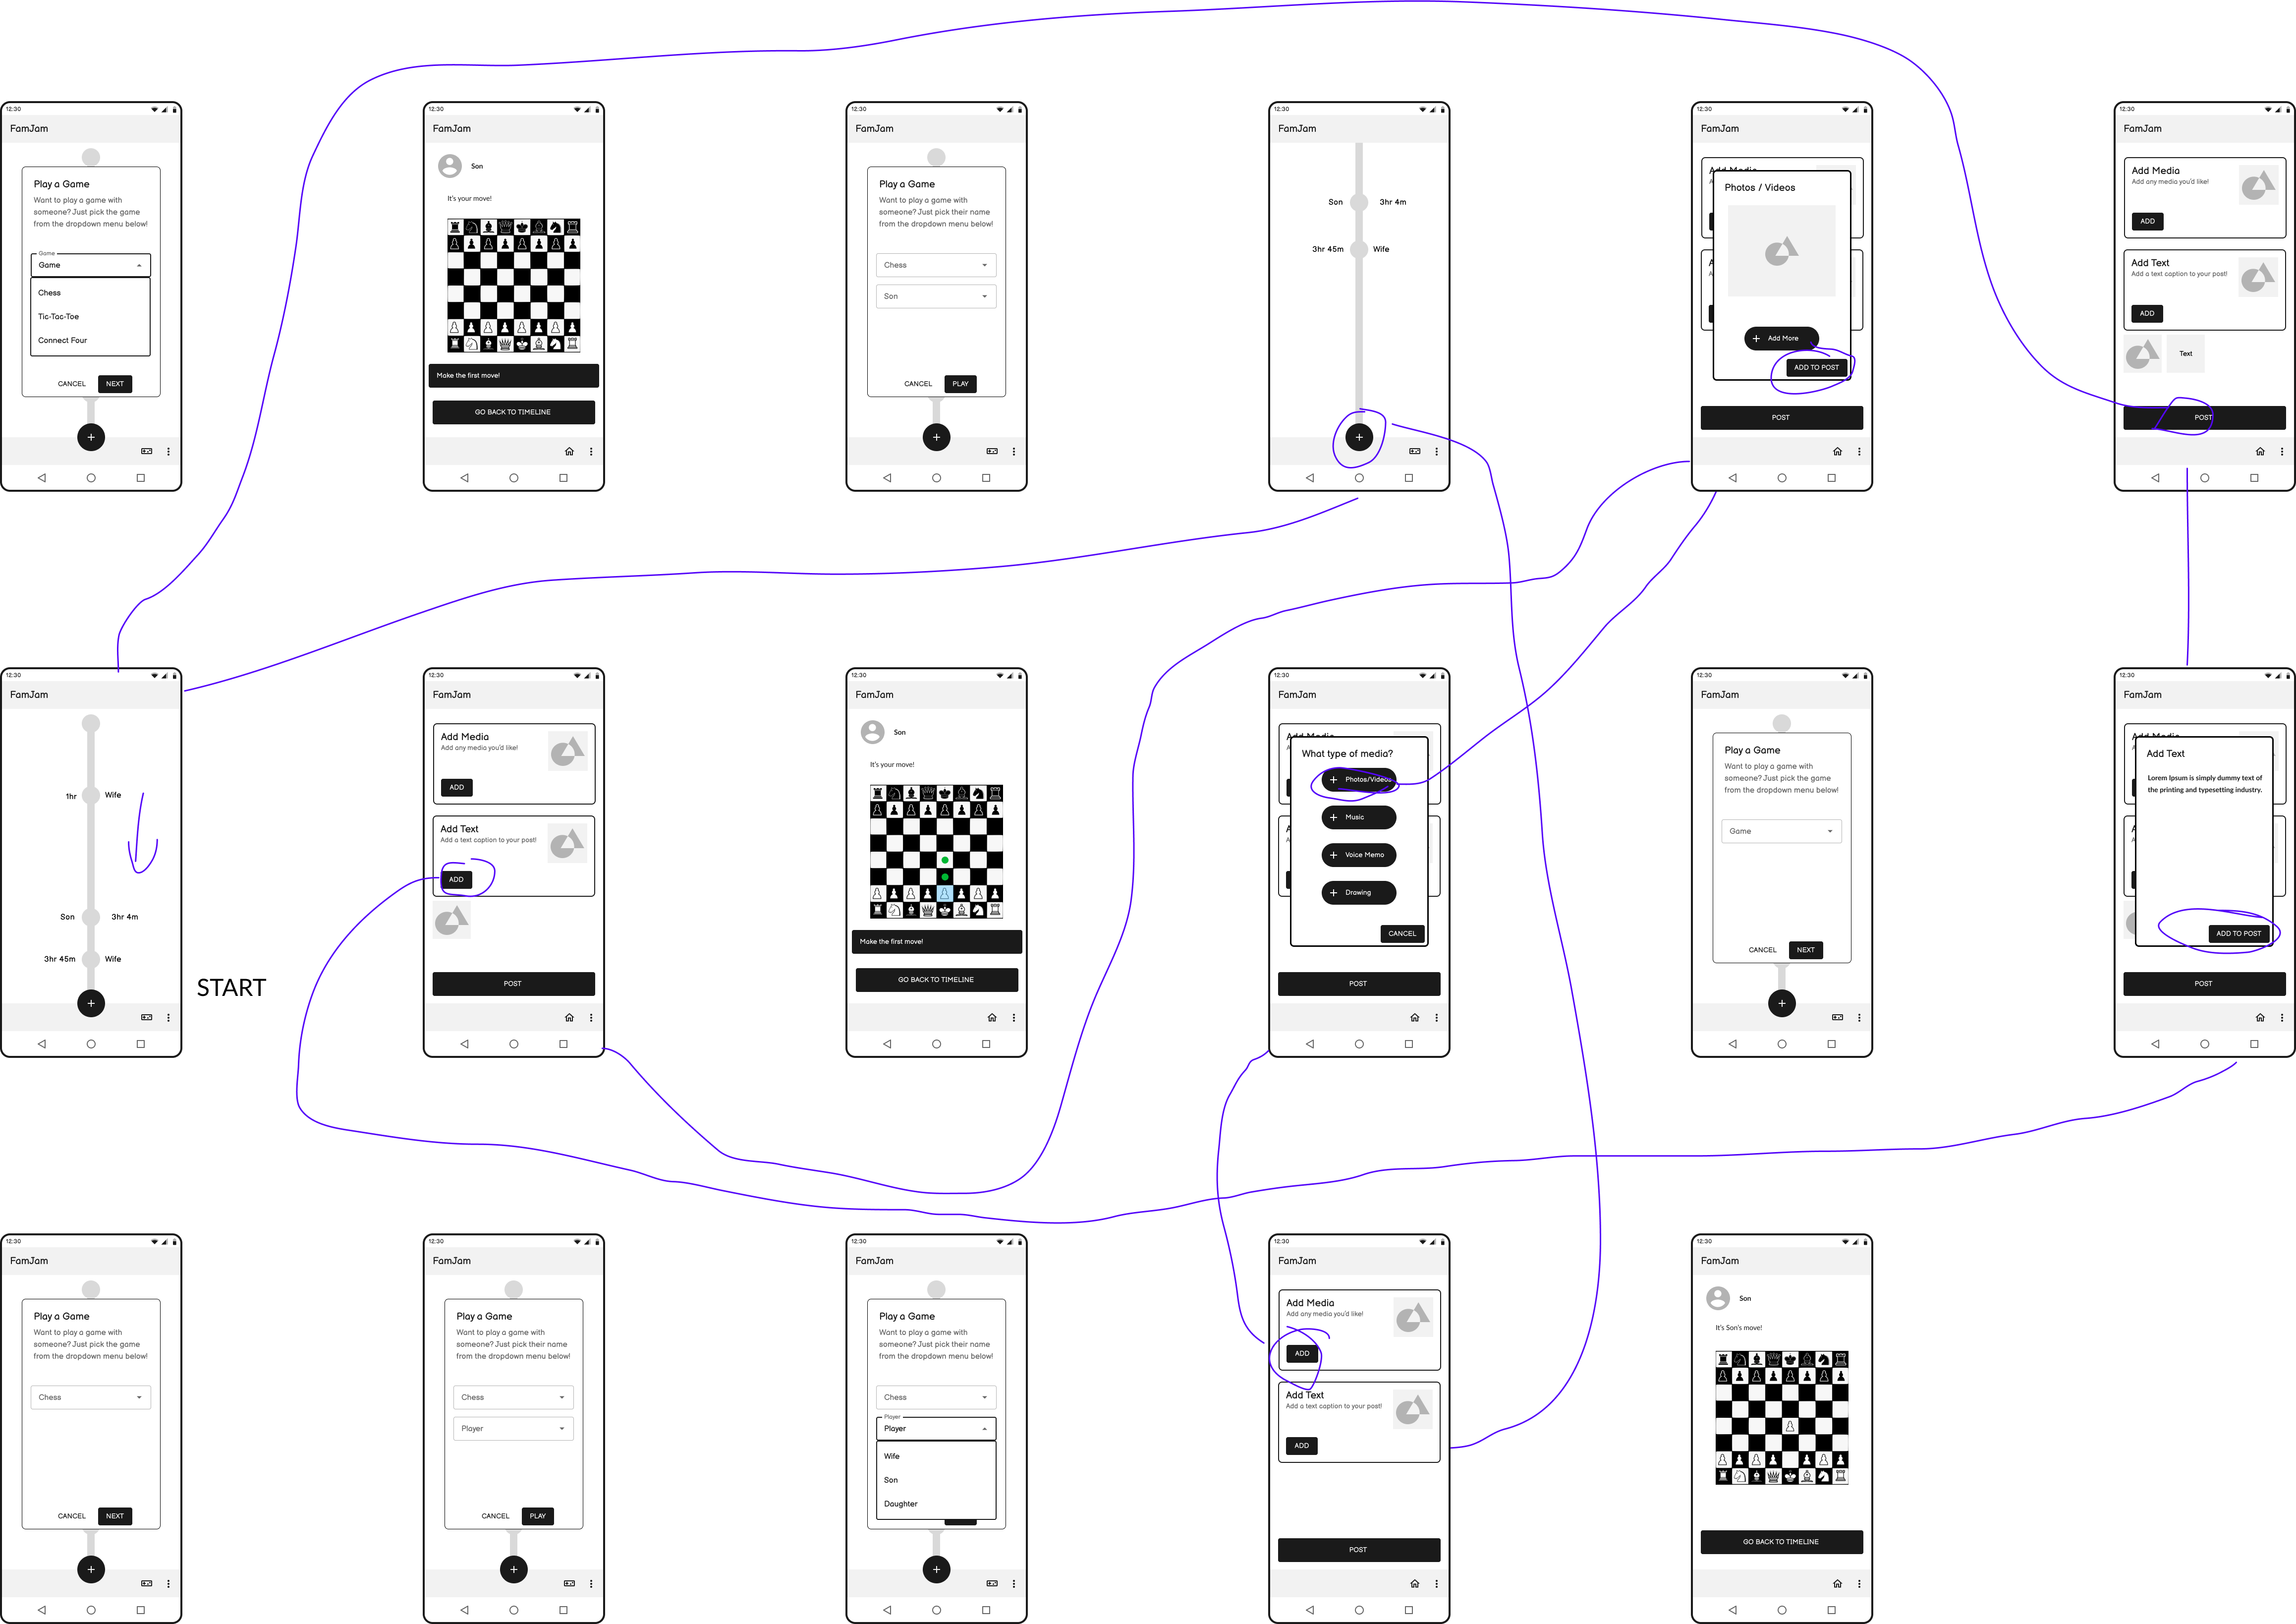 12:30
FamJam
Play a Game
Want to play a game with
someone? Just pick the game
from the dropdown menu below!
Game
Game
Chess
Tic-Tac-Toe
Connect Four
CANCEL NEXT
12:30
FamJam
Son
It's your move!
Make the first move!
GO BACK TO TIMELINE
12:30
FamJam
Play a Game
Want to play a game with
someone? Just pick their name
from the dropdown menu below!
Chess
Son
CANCEL PLAY
12:30
FamJam
Son 3hr 4m
3hr 45m Wife
12:30
FamJam
Add Media
Photos / Videos
A
A
Add More
ADD TO POST
POST
12:30
FamJam
Add Media
Add any media you'd like!
ADD
Add Text
Add a text caption to your post!
ADD
Text
POST
12:30
FamJam
1hr Wife
Son 3hr 4m
3hr 45m Wife
START
12:30
FamJam
Add Media
Add any media you'd like!
ADD
Add Text
Add a text caption to your post!
ADD
POST
12:30
FamJam
Son
It's your move!
Make the first move!
GO BACK TO TIMELINE
12:30
FamJam
Add Media
What type of media?
A
Photos/Videos
Music
A
Voice Memo
Drawing
CANCEL
POST
12:30
FamJam
Play a Game
Want to play a game with
someone? Just pick the game
from the dropdown menu below!
Game
CANCEL NEXT
12:30
FamJam
Add Media
Add Text
A
Lorem Ipsum is simply dummy text of
the printing and typesetting industry.
A
ADD TO POST
POST
12:30
FamJam
Play a Game
Want to play a game with
someone? Just pick the game
from the dropdown menu below!
Chess
CANCEL NEXT
12:30
FamJam
Play a Game
Want to play a game with
someone? Just pick their name
from the dropdown menu below!
Chess
Player
CANCEL PLAY
12:30
FamJam
Play a Game
Want to play a game with
someone? Just pick their name
from the dropdown menu below!
Chess
Player
Player
Wife
Son
Daughter
12:30
FamJam
Add Media
Add any media you'd like!
ADD
Add Text
Add a text caption to your post!
ADD
POST
12:30
FamJam
Son
It's Son's move!
GO BACK TO TIMELINE